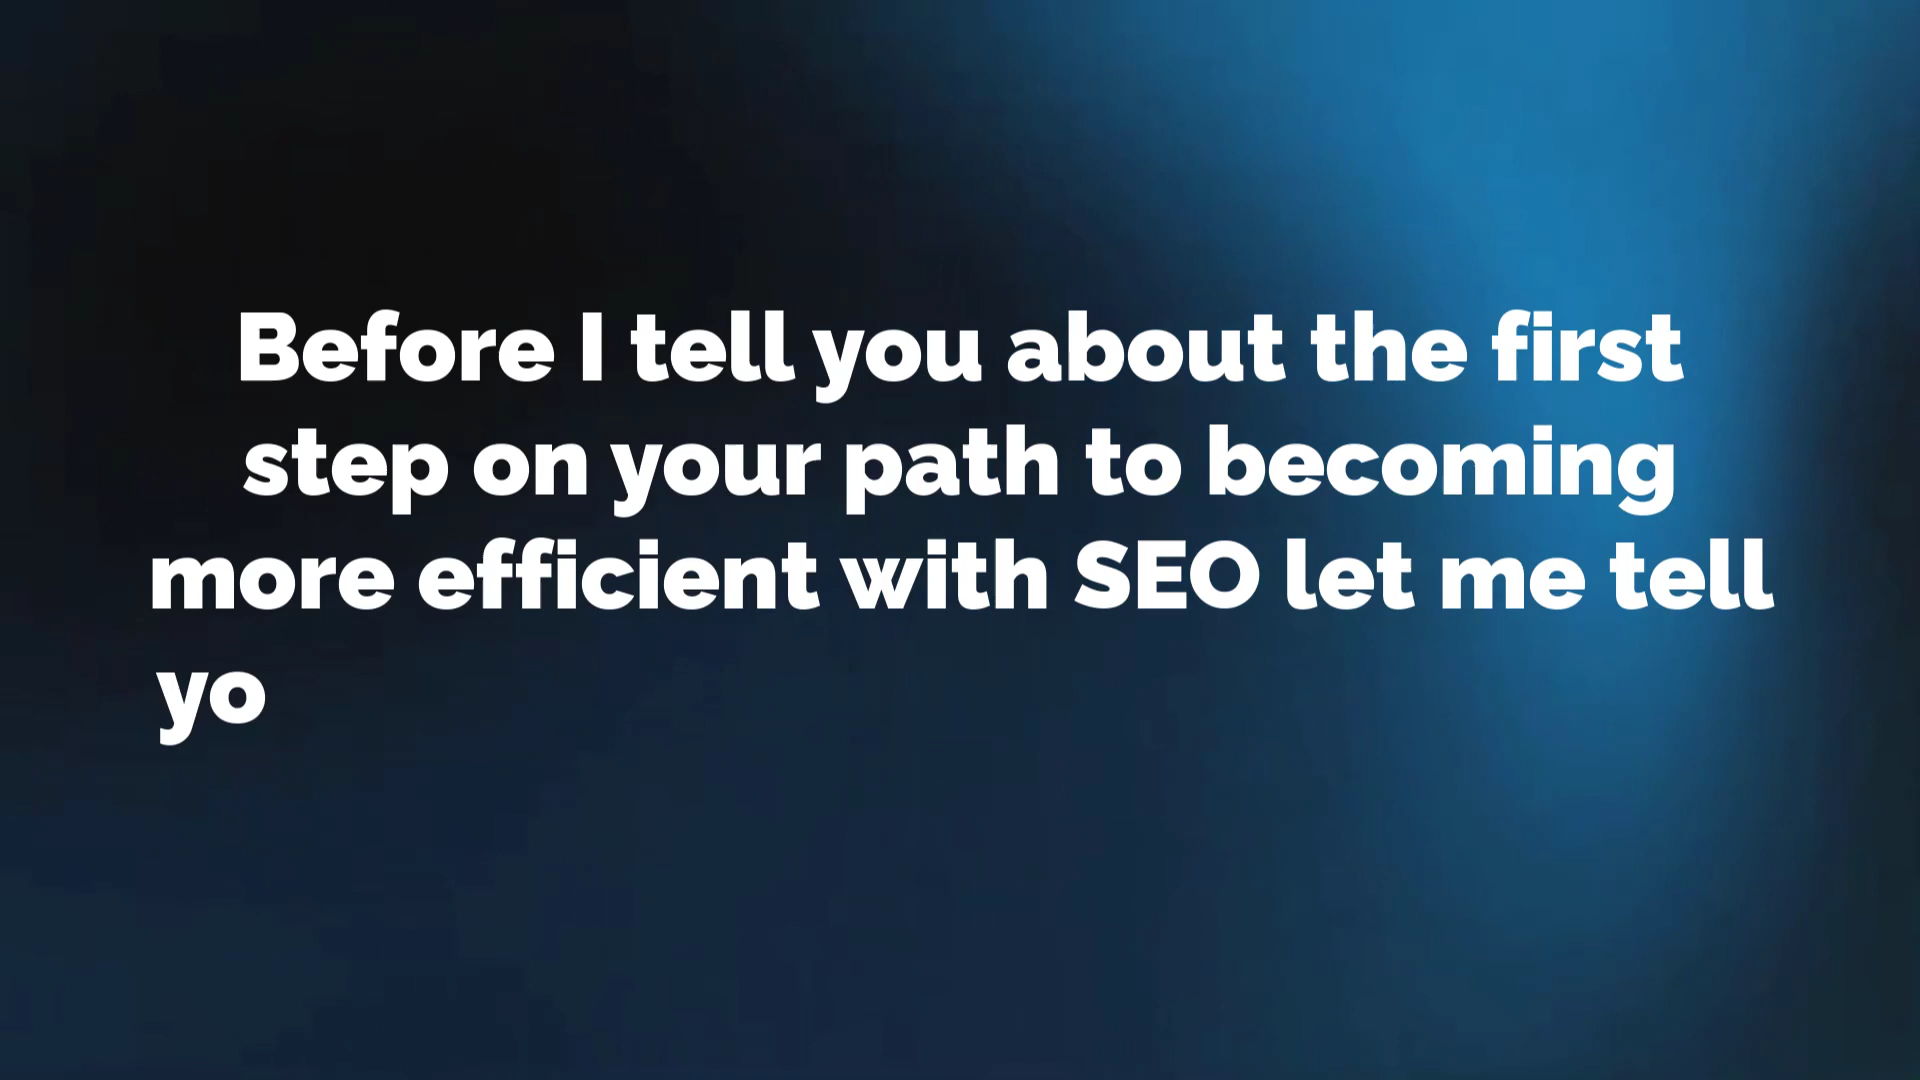 Before I tell you about the first
step on your path to becoming
more efficient with SEO let me tell
yo